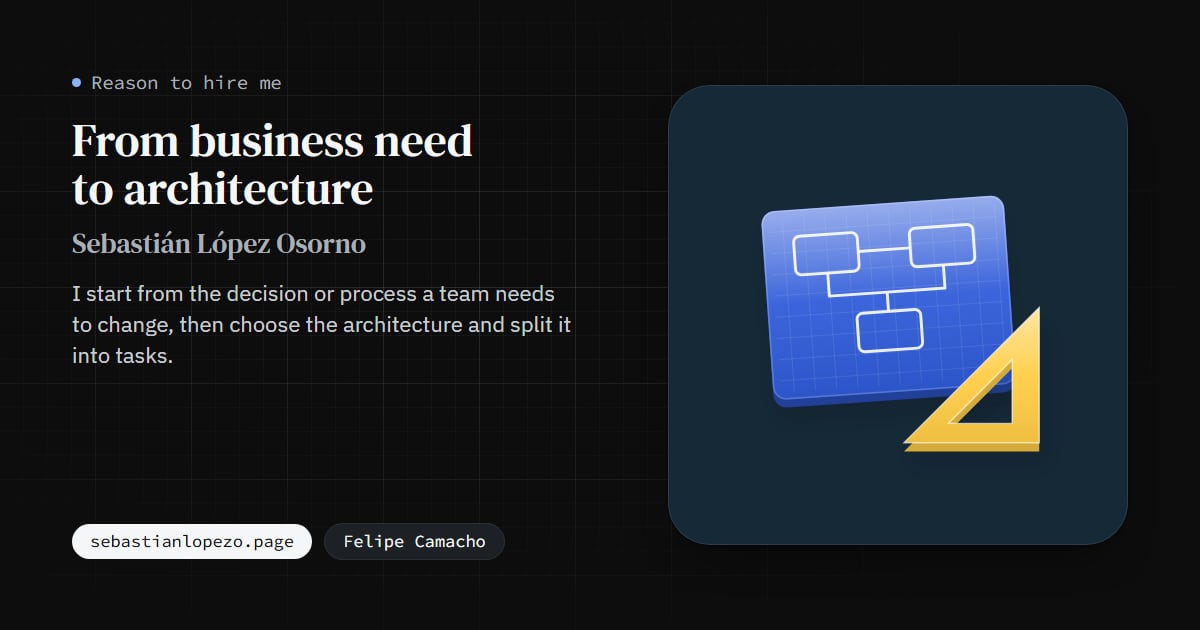 Reason to hire me
From business need
to architecture
Sebastián López Osorno
I start from the decision or process a team needs
to change, then choose the architecture and split it
into tasks.
sebastianlopezo.page
Felipe Camacho